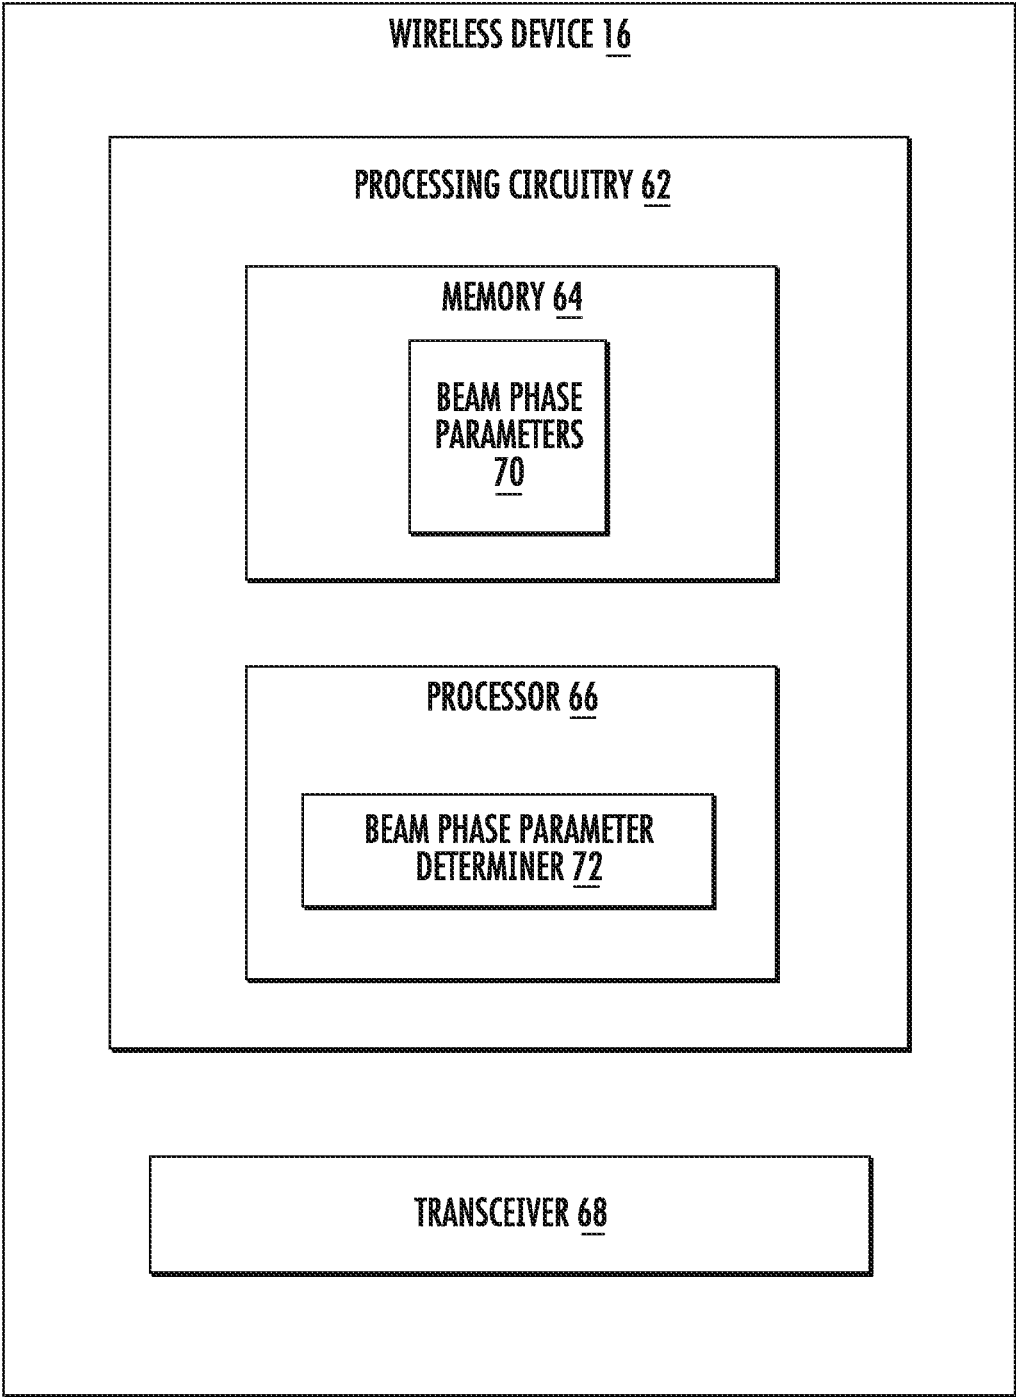 WIRELESS DEVICE 16
PROCESSING CIRCUITRY 62
MEMORY 64
BEAM PHASE
PARAMETERS
70
PROCESSOR 66
BEAM PHASE PARAMETER
DETERMINER 72
TRANSCEIVER 68